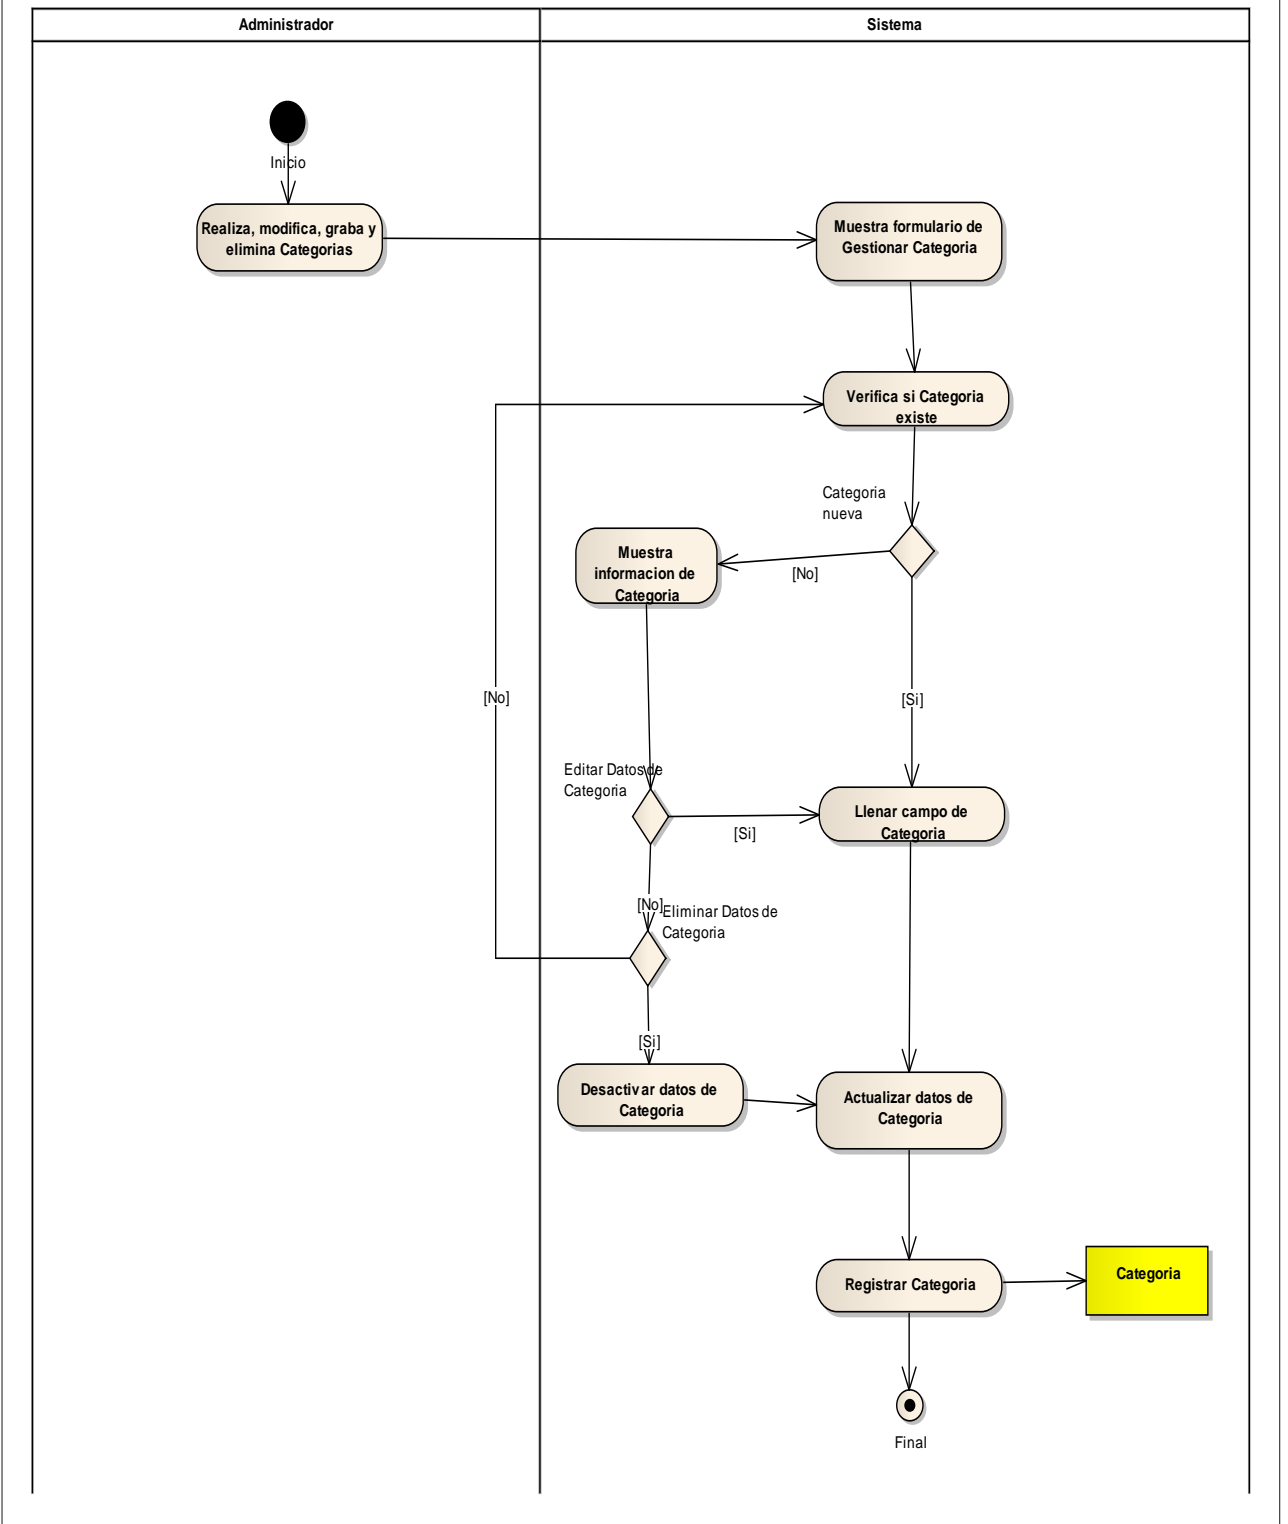 Administrador
Sistema
Inicio
Realiza, modifica, graba y
elimina Categorias
Muestra formulario de
Gestionar Categoria
Verifica si Categoria
existe
Categoria
nueva
Muestra
informacion de
Categoria
[No]
[No]
[Si]
Editar Datos de
Categoria
[Si]
Llenar campo de
Categoria
[No]
Eliminar Datos de
Categoria
[Si]
Desactivar datos de
Categoria
Actualizar datos de
Categoria
Registrar Categoria
Categoria
Final